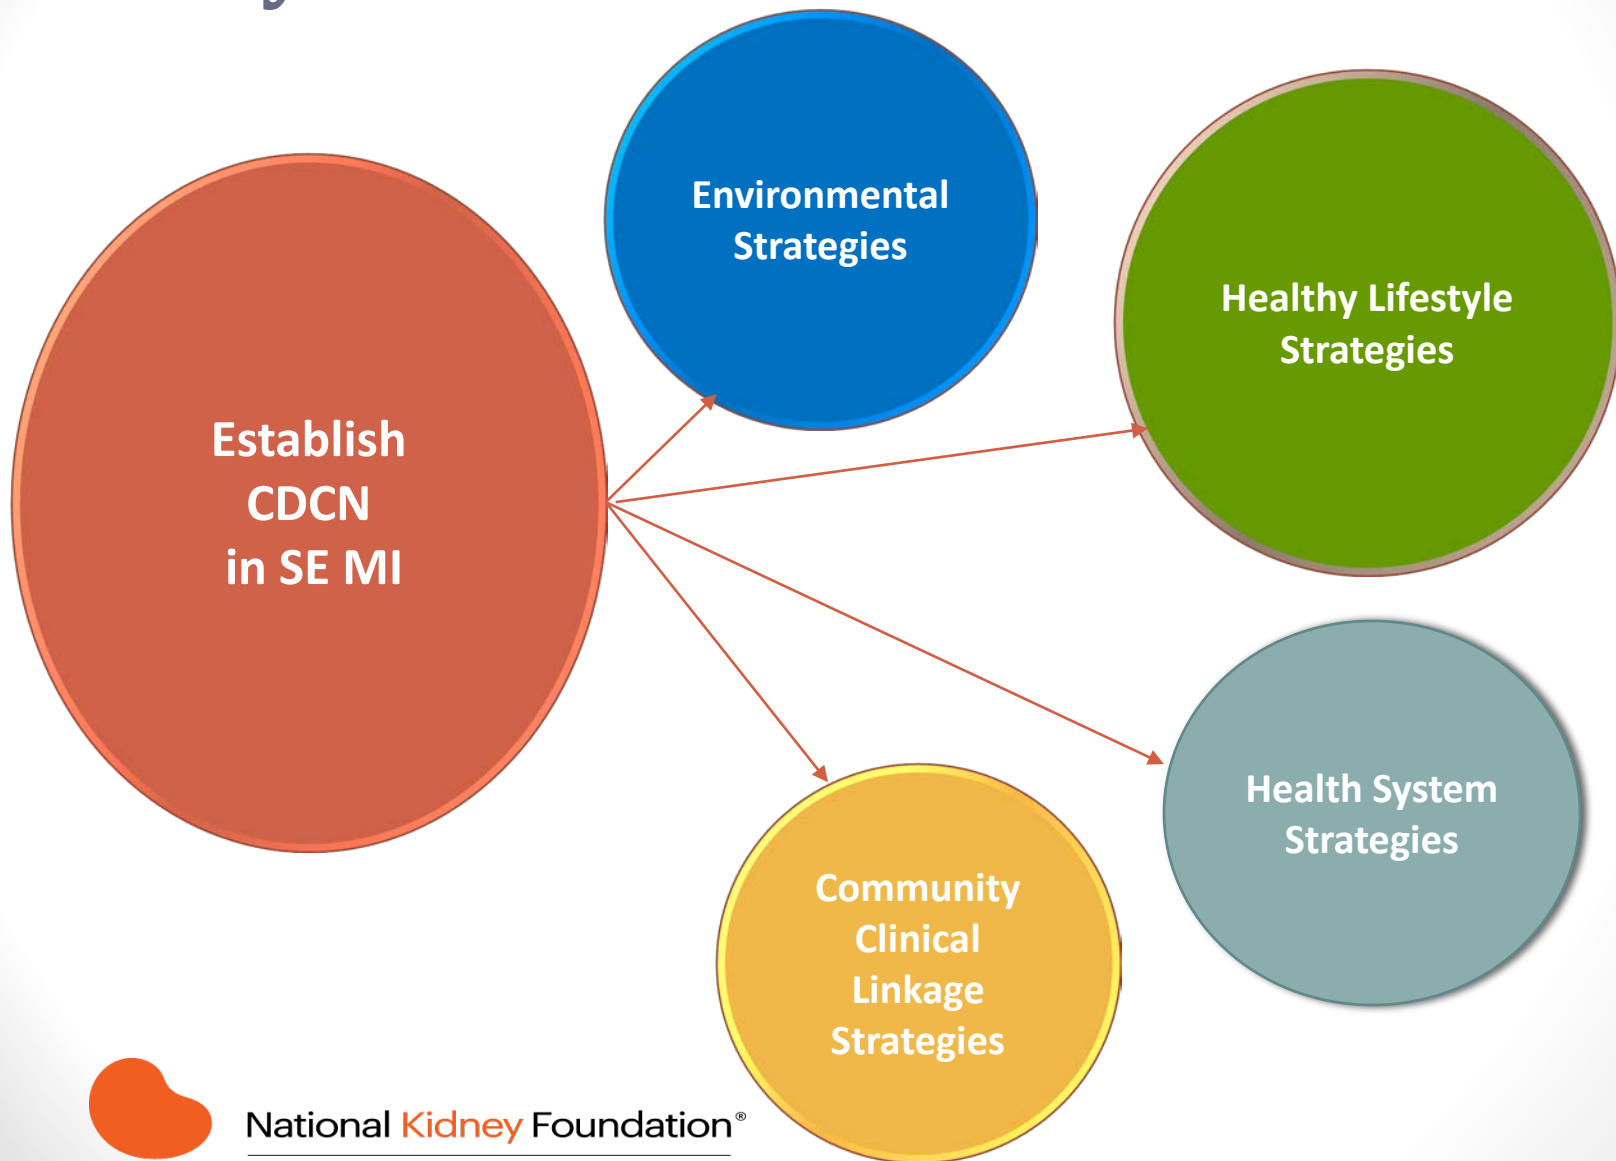 Environmental
Strategies
Healthy Lifestyle
Strategies
Establish
CDCN
in SE MI
Health System
Strategies
Community
Clinical
Linkage
Strategies
National Kidney Foundation®